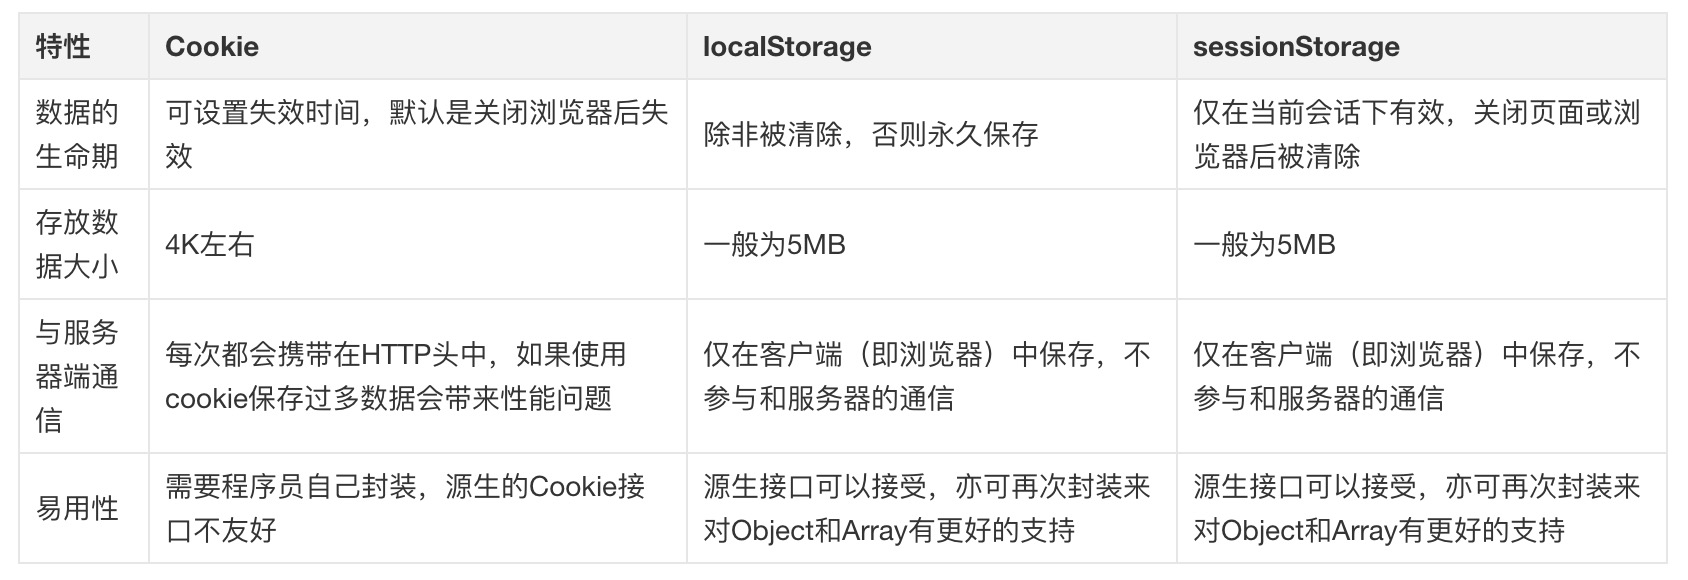 特性
Cookie
localStorage
sessionStorage
数据的
生命期
可设置失效时间，默认是关闭浏览器后失
效
除非被清除，否则永久保存
仅在当前会话下有效，关闭页面或浏
览器后被清除
存放数
据大小
4K左右
一般为5MB
一般为5MB
与服务
器端通
信
每次都会携带在HTTP头中，如果使用
cookie保存过多数据会带来性能问题
仅在客户端（即浏览器）中保存，不
参与和服务器的通信
仅在客户端（即浏览器）中保存，不
参与和服务器的通信
易用性
需要程序员自己封装，源生的Cookie接
口不友好
源生接口可以接受，亦可再次封装来
对Object和Array有更好的支持
源生接口可以接受，亦可再次封装来
对Object和Array有更好的支持